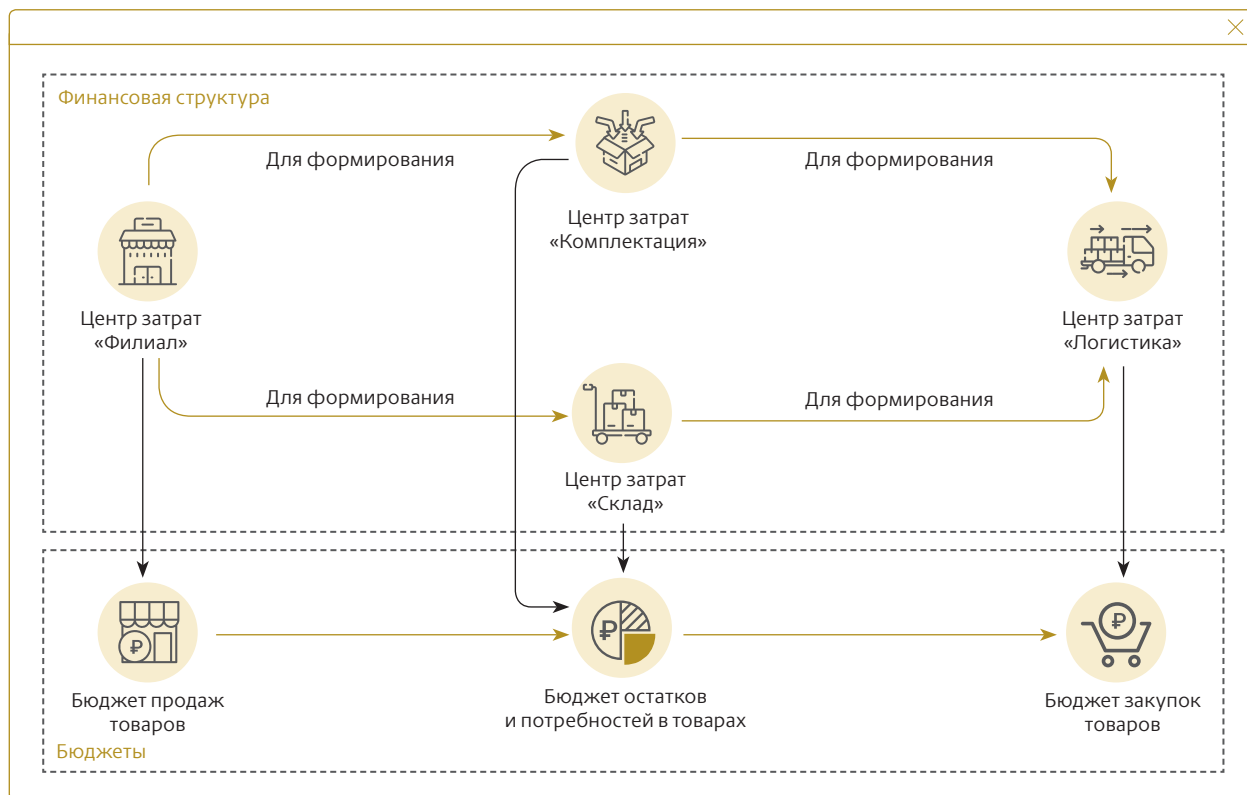 Финансовая структура
Для формирования
Для формирования
Центр затрат
«Комплектация»
Центр затрат
«Филиал»
Центр затрат
«Логистика»
Для формирования
Для формирования
Центр затрат
«Склад»
₽
₽
₽
Бюджет продаж
товаров
Бюджет остатков
и потребностей в товарах
Бюджет закупок
товаров
Бюджеты